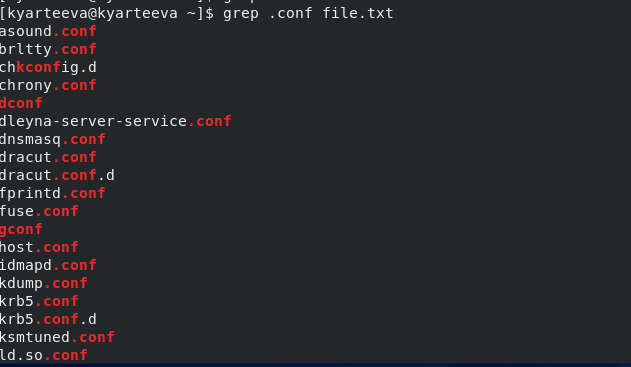 [kyarteeva@kyarteeva ~]$ grep .conf file.txt
asound.conf
brltty.conf
chkconfig.d
chrony.conf
dconf
dleyna-server-service.conf
dnsmasq.conf
dracut.conf
dracut.conf.d
fprintd.conf
fuse.conf
gconf
host.conf
idmapd.conf
kdump.conf
krb5.conf
krb5.conf.d
ksmtuned.conf
ld.so.conf